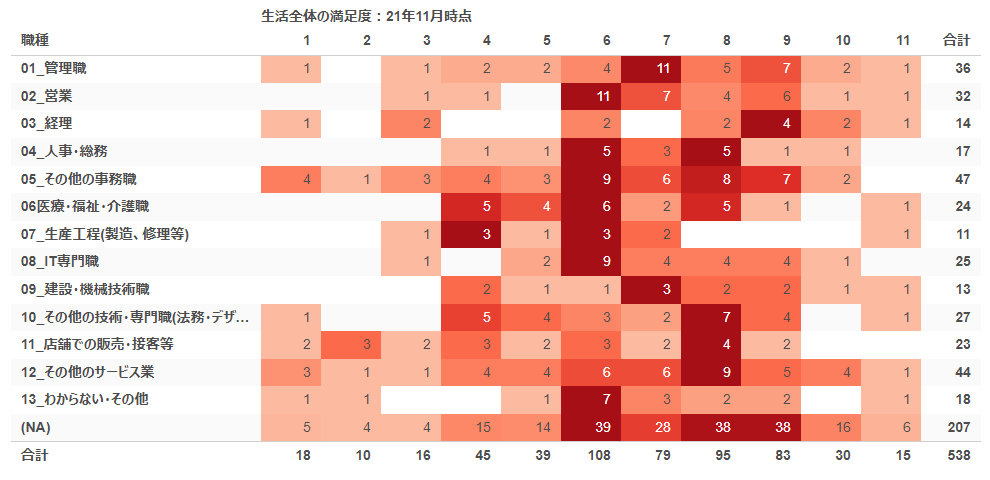 生活全体の満足度：21年11月時点
職種 1 2 3 4 5 6 7 8 9 10 11 合計
01_管理職 1 1 2 2 4 11 5 7 2 1 36
02_営業 1 1 11 7 4 6 1 1 32
03_経理 1 2 2 2 4 2 1 14
04_人事・総務 1 1 5 3 5 1 1 17
05_その他の事務職 4 1 3 4 3 9 6 8 7 2 47
06医療・福祉・介護職 5 4 6 2 5 1 1 24
07_生産工程(製造、修理等) 1 3 1 3 2 1 11
08_IT専門職 1 2 9 4 4 4 1 25
09_建設・機械技術職 2 1 1 3 2 2 1 1 13
10_その他の技術・専門職(法務・デザ... 1 5 4 3 2 7 4 1 27
11_店舗での販売・接客等 2 3 2 3 2 3 2 4 2 23
12_その他のサービス業 3 1 1 4 4 6 6 9 5 4 1 44
13_わからない・その他 1 1 1 7 3 2 2 1 18
(NA) 5 4 4 15 14 39 28 38 38 16 6 207
合計 18 10 16 45 39 108 79 95 83 30 15 538